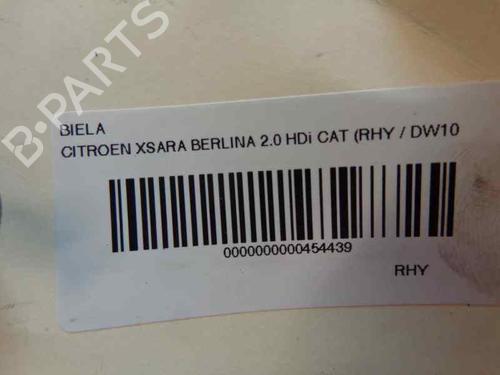 B-PARTS
BIELA
CITROEN XSARA BERLINA 2.0 HDi CAT (RHY / DW10
0000000000454439
RHY